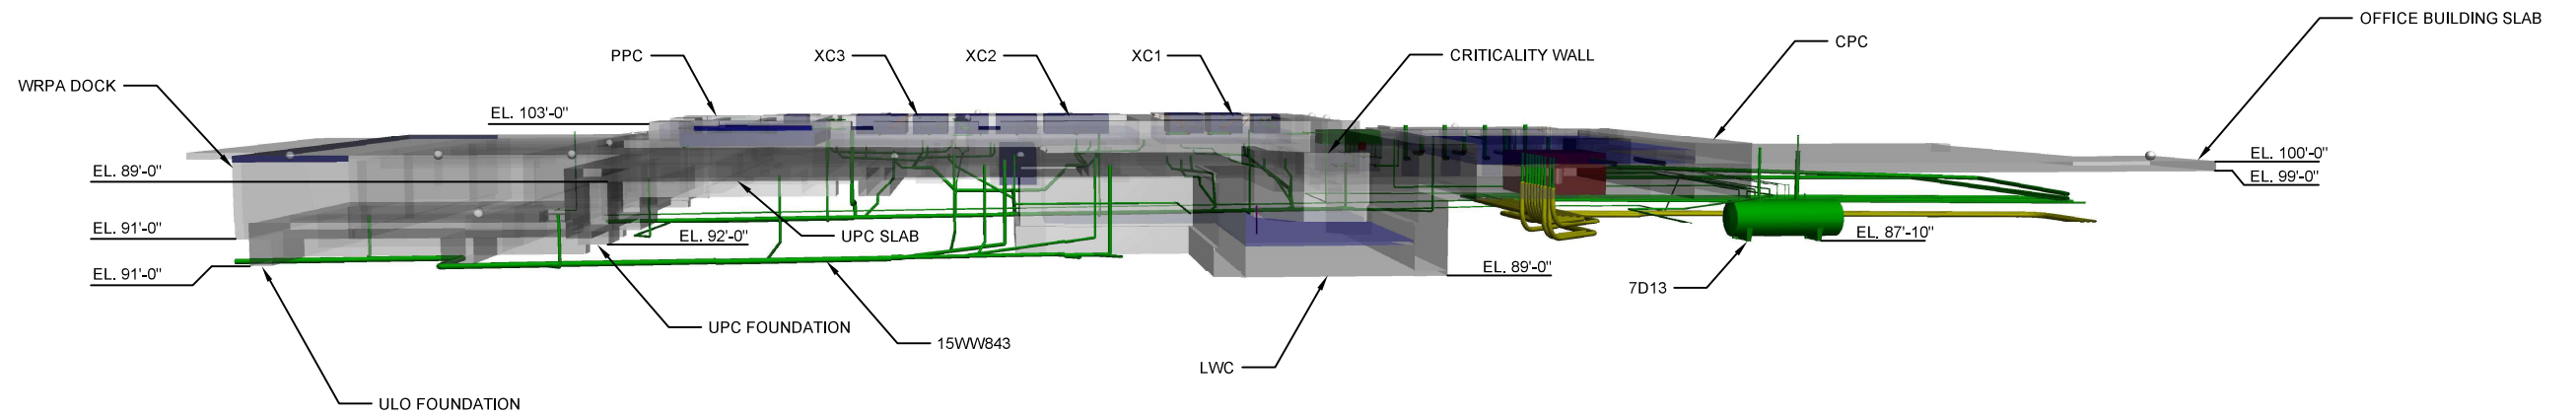 OFFICE BUILDING SLAB
CPC
PPC
XC3
XC2
XC1
CRITICALITY WALL
WRPA DOCK
EL. 103'-0"
EL. 100'-0"
EL. 89'-0"
EL. 99'-0"
EL. 91'-0"
EL. 92'-0"
UPC SLAB
EL. 87'-10"
EL. 91'-0"
EL. 89'-0"
7D13
UPC FOUNDATION
15WW843
LWC
ULO FOUNDATION